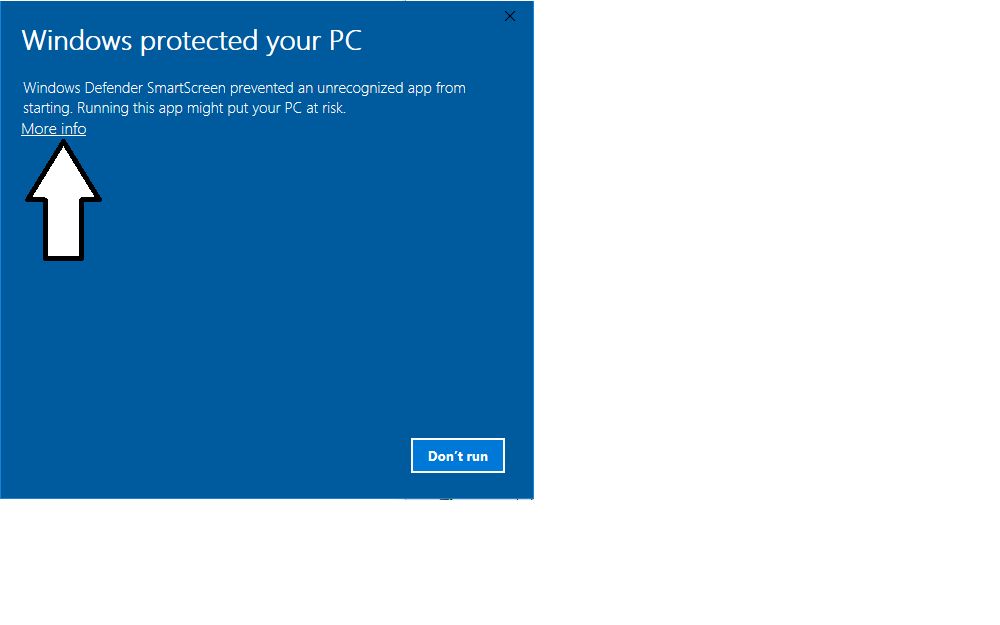 Windows protected your PC
Windows Defender SmartScreen prevented an unrecognized app from
starting. Running this app might put your PC at risk.
More info
Don't run